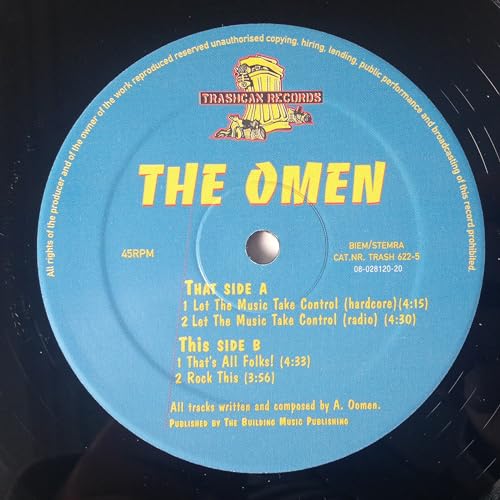 All rights of the producer and of the owner of the work reproduced reserved unauthorised copying, hiring, landing, public performance and broadcasting of this record prohibited.
TRASHCAN RECORDS
THE OMEN
45RPM
BIEM/STEMRA
CAT.NR. TRASH 622-5
08-028120-20
THAT SIDE A
1 Let The Music Take Control (hardcore)(4:15)
2 Let The Music Take Control (radio) (4:30)
This SIDE B
1 That's All Folks! (4:33)
2 Rock This (3:56)
All tracks written and composed by A. Oomen.
PUBLISHED BY THE BUILDING MUSIC PUBLISHING